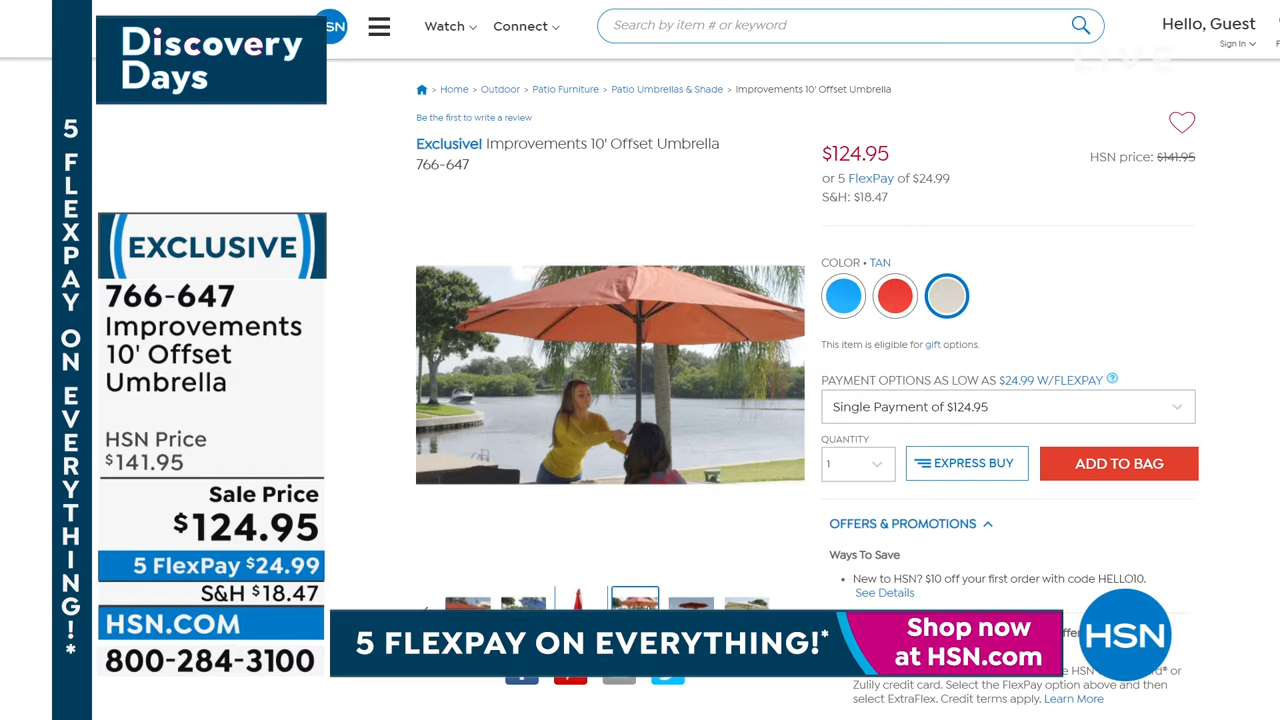 5 FLEXPAY ON EVERYTHING!*
Discovery
Days
SN
Watch
Connect
Search by item # or keyword
Hello, Guest
Sign In
LIVE
> Home > Outdoor > Patio Furniture > Patio Umbrellas & Shade > Improvements 10' Offset Umbrella
Be the first to write a review
Exclusive! Improvements 10' Offset Umbrella
766-647
$124.95
HSN price: $141.95
or 5 FlexPay of $24.99
S&H: $18.47
COLOR • TAN
This item is eligible for gift options.
PAYMENT OPTIONS AS LOW AS $24.99 W/FLEXPAY ?
Single Payment of $124.95
QUANTITY
1
EXPRESS BUY
ADD TO BAG
OFFERS & PROMOTIONS
Ways To Save
• New to HSN? $10 off your first order with code HELLO10.
See Details
Zulily credit card. Select the FlexPay option above and then
select ExtraFlex. Credit terms apply. Learn More
EXCLUSIVE
766-647
Improvements
10' Offset
Umbrella
HSN Price
$141.95
Sale Price
$124.95
5 FlexPay $24.99
S&H $18.47
HSN.COM
800-284-3100
5 FLEXPAY ON EVERYTHING!*
Shop now
at HSN.com
HSN